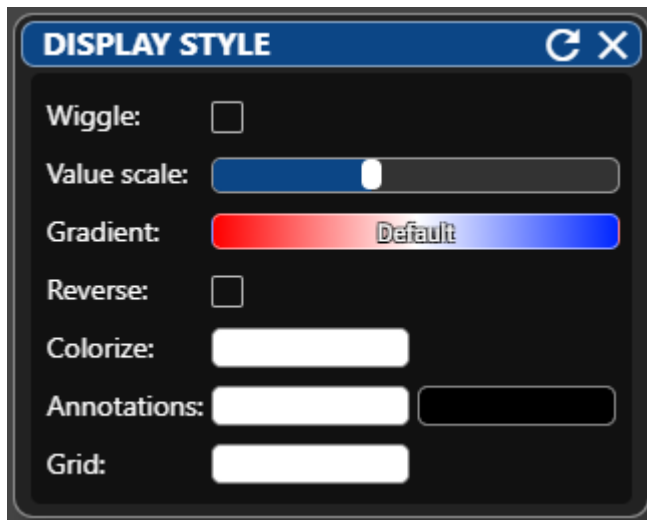 DISPLAY STYLE
Wiggle:
Value scale:
Gradient: Default
Reverse:
Colorize:
Annotations:
Grid: